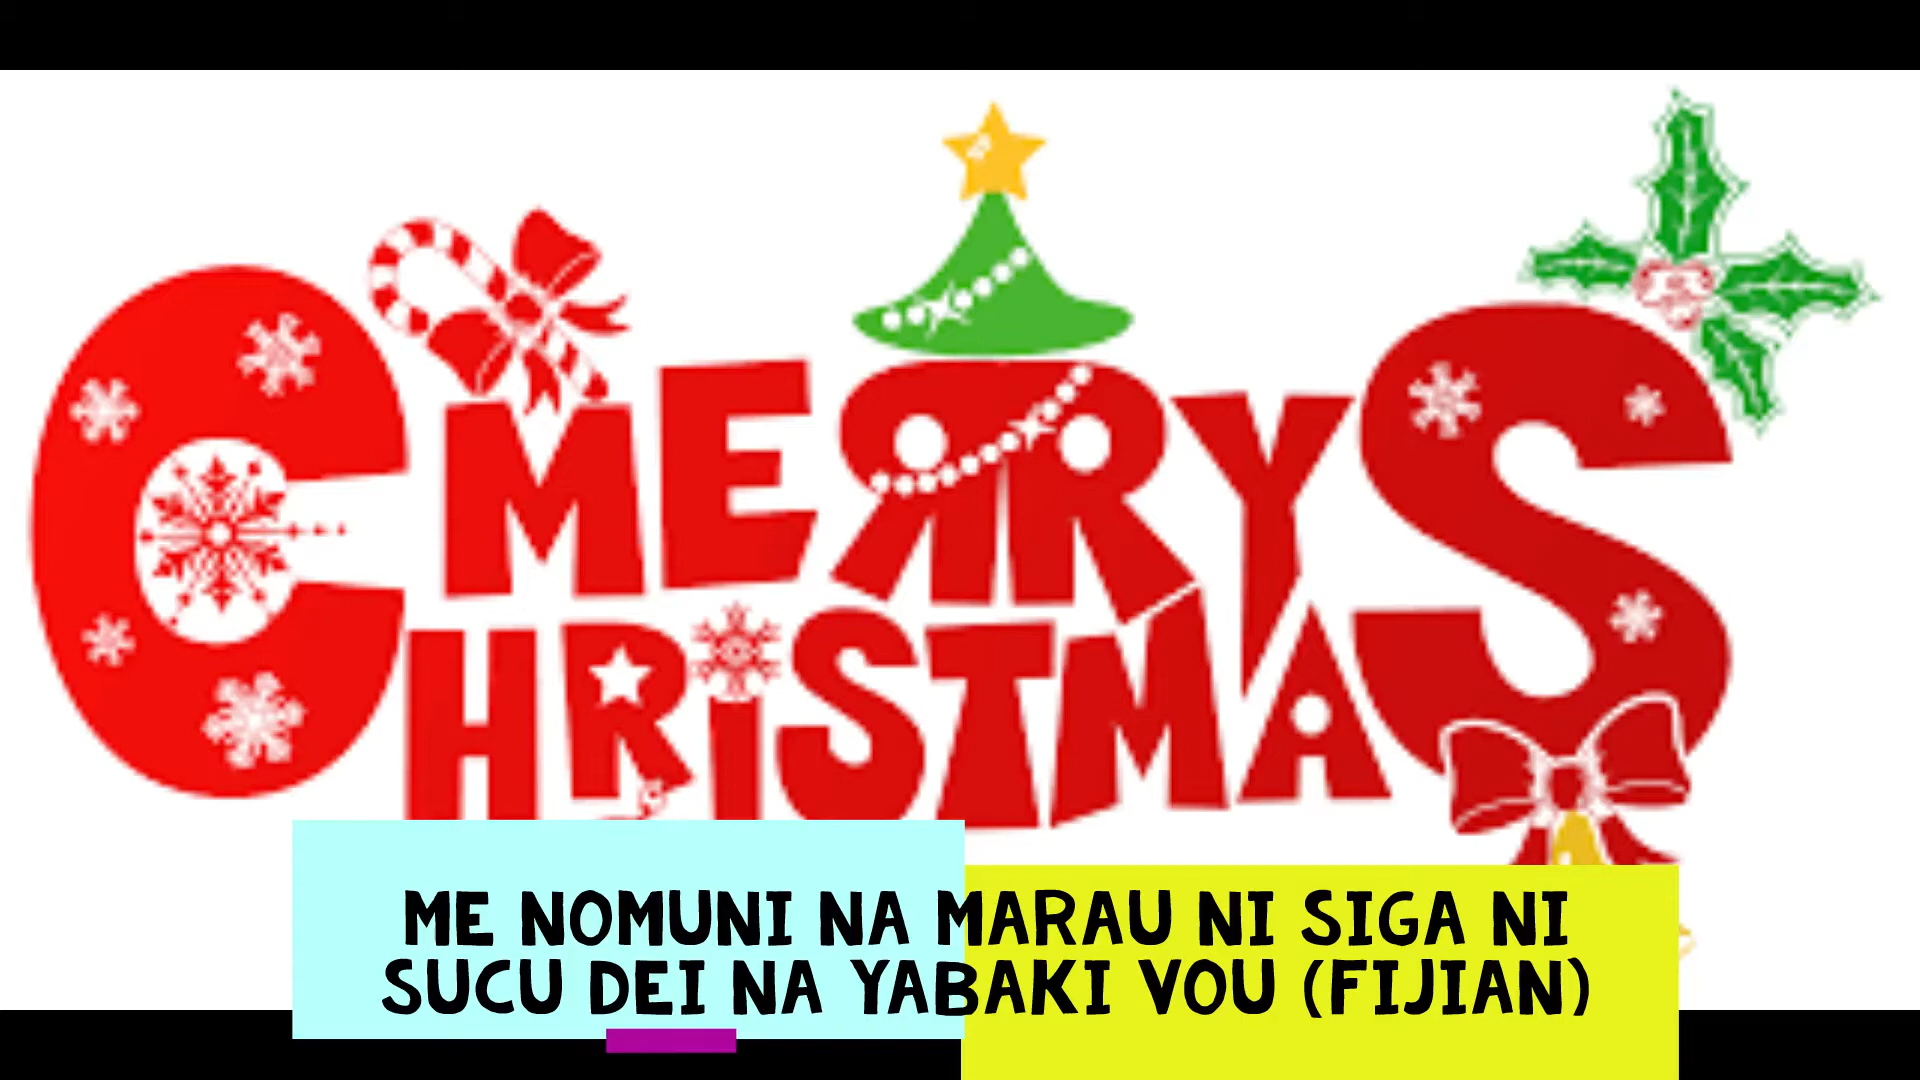 MERRY
CHRISTMAS
ME NOMUNI NA MARAU NI SIGA NI
SUCU DEI NA YABAKI VOU (FIJIAN)